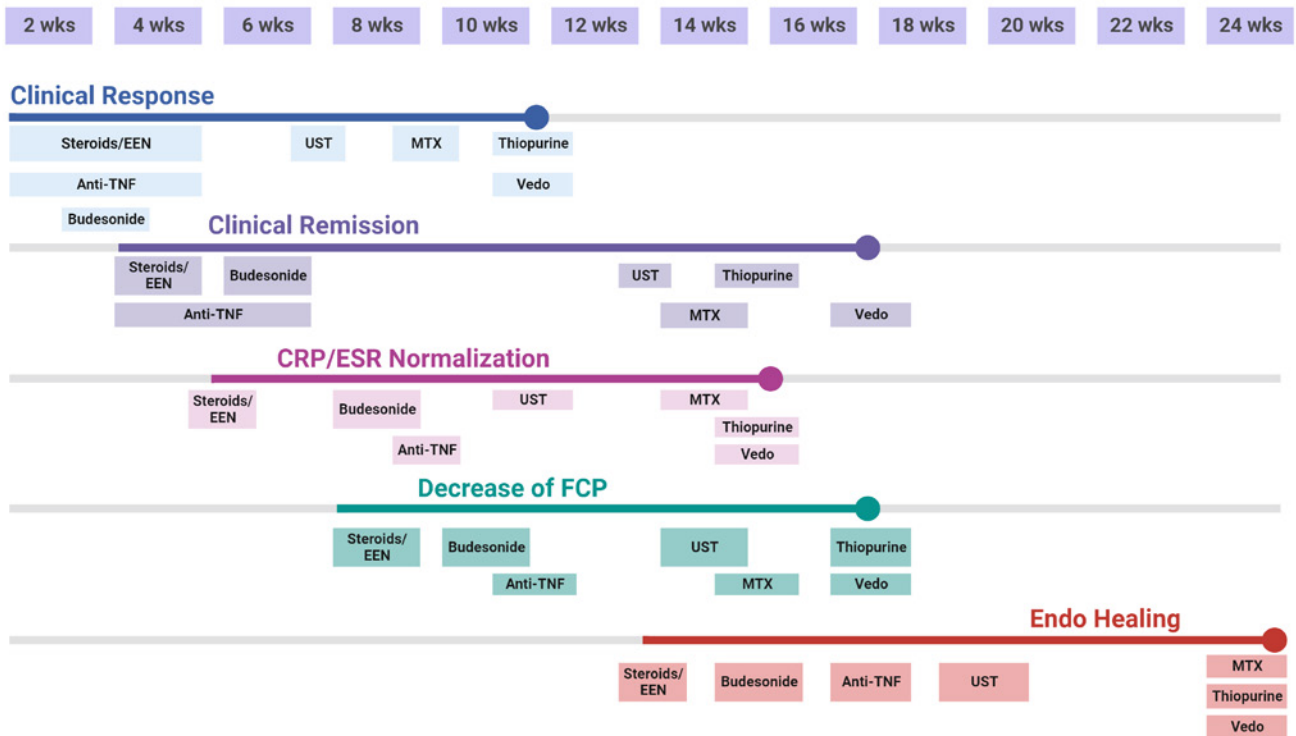 2 wks 4 wks 6 wks 8 wks 10 wks 12 wks 14 wks 16 wks 18 wks 20 wks 22 wks 24 wks
Clinical Response
Steroids/EEN UST MTX Thiopurine
Anti-TNF Vedo
Budesonide
Clinical Remission
Steroids/
EEN
Budesonide UST Thiopurine
Anti-TNF MTX Vedo
CRP/ESR Normalization
Steroids/
EEN
Budesonide UST MTX
Thiopurine
Anti-TNF Vedo
Decrease of FCP
Steroids/
EEN
Budesonide UST Thiopurine
Anti-TNF MTX Vedo
Endo Healing
Steroids/
EEN
Budesonide Anti-TNF UST MTX
Thiopurine
Vedo